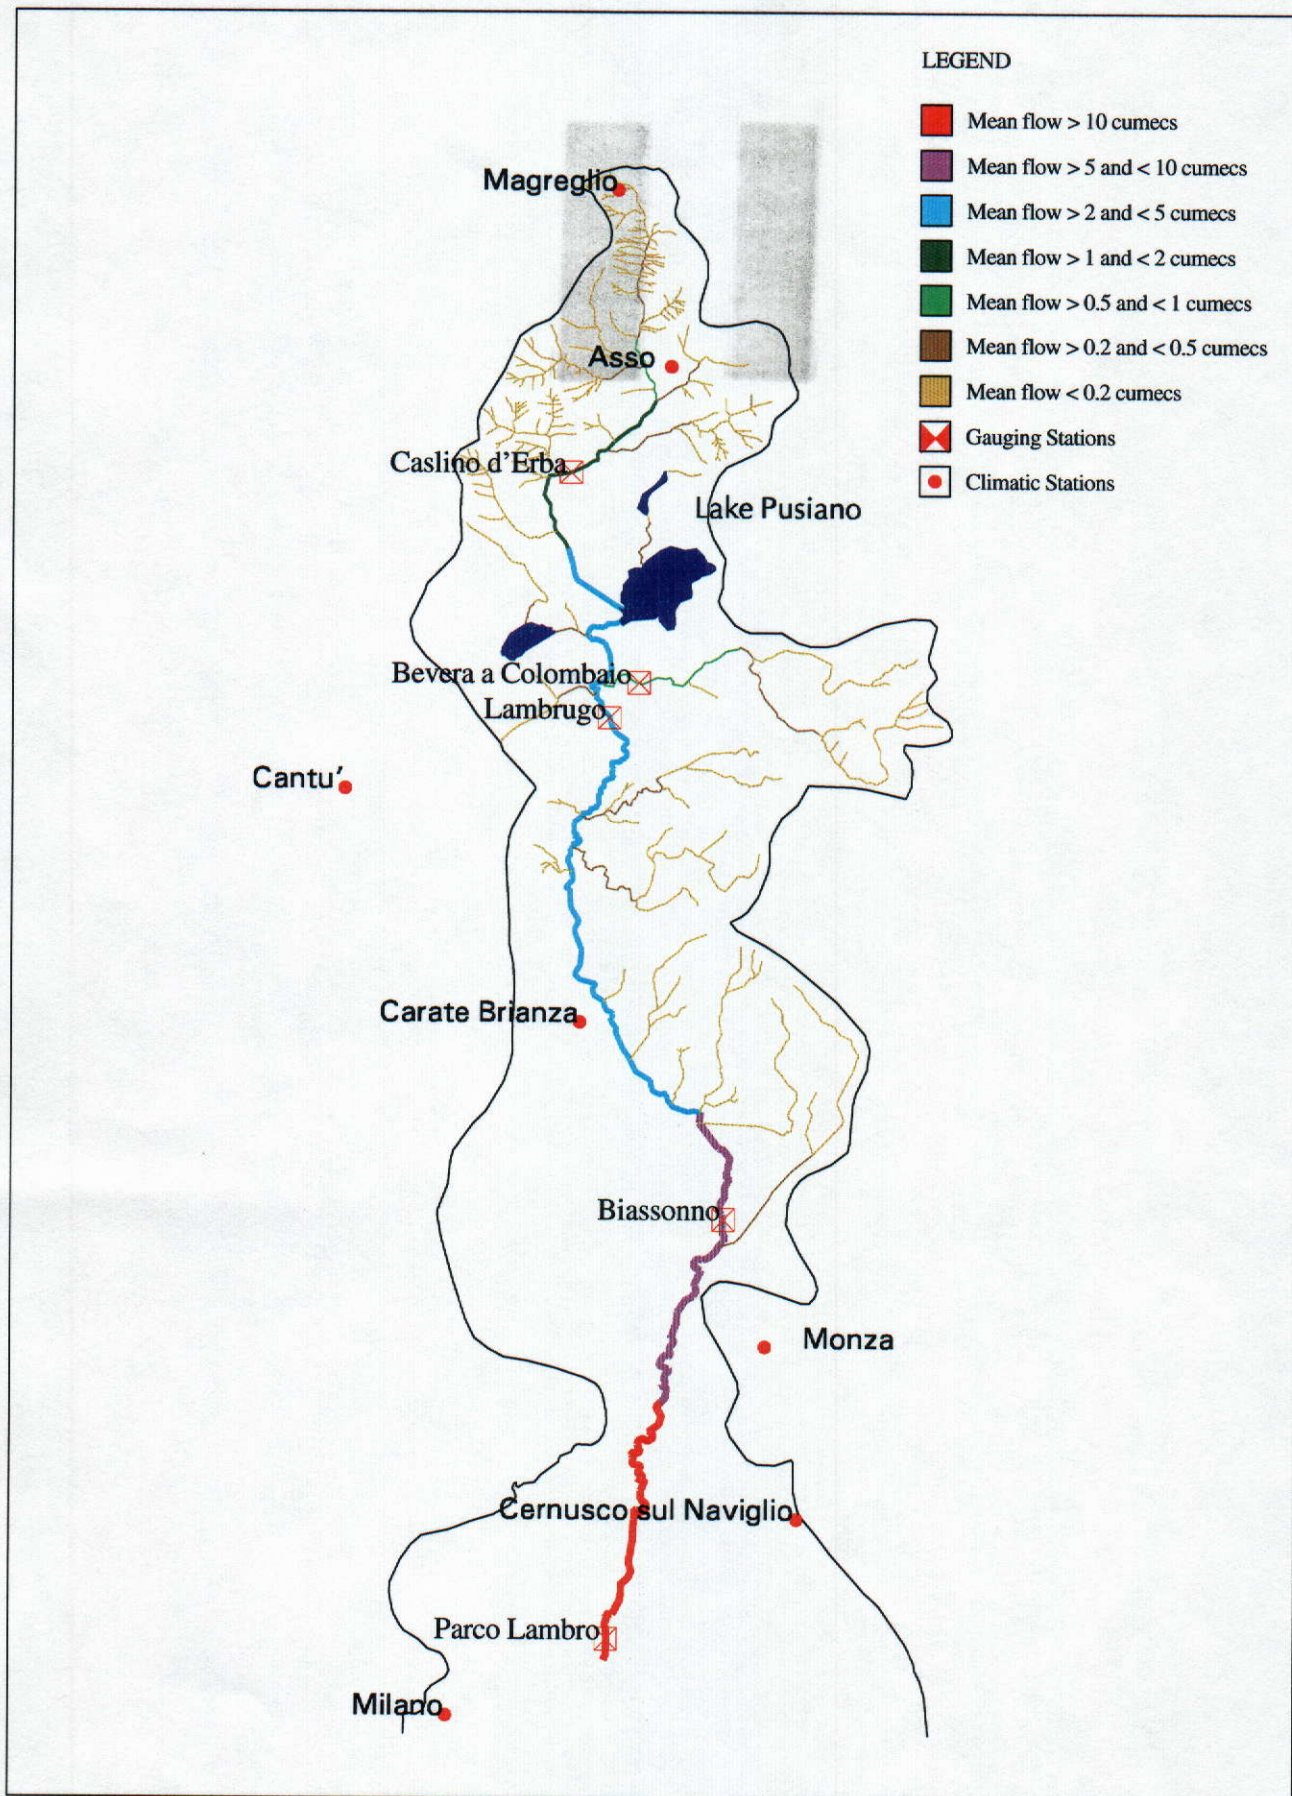 LEGEND
Mean flow > 10 cumecs
Mean flow > 5 and < 10 cumecs
Mean flow > 2 and < 5 cumecs
Mean flow > 1 and < 2 cumecs
Mean flow > 0.5 and < 1 cumecs
Mean flow > 0.2 and < 0.5 cumecs
Mean flow < 0.2 cumecs
Gauging Stations
Climatic Stations
Magreglio
Asso
Caslino d'Erba
Lake Pusiano
Bevera a Colombaio
Lambrugo
Cantu'
Carate Brianza
Biassonno
Monza
Cernusco sul Naviglio
Parco Lambro
Milano